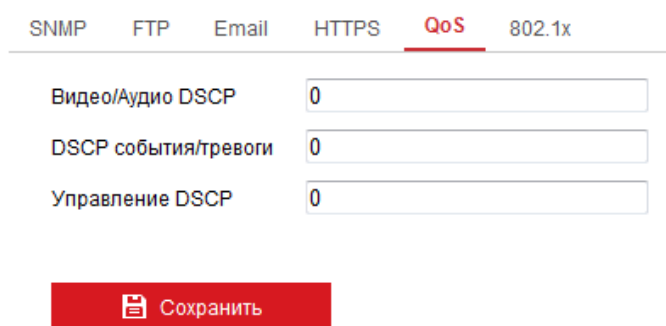 SNMP FTP Email HTTPS QoS 802.1x
Видео/Аудио DSCP 0
DSCP события/тревоги 0
Управление DSCP 0
Сохранить